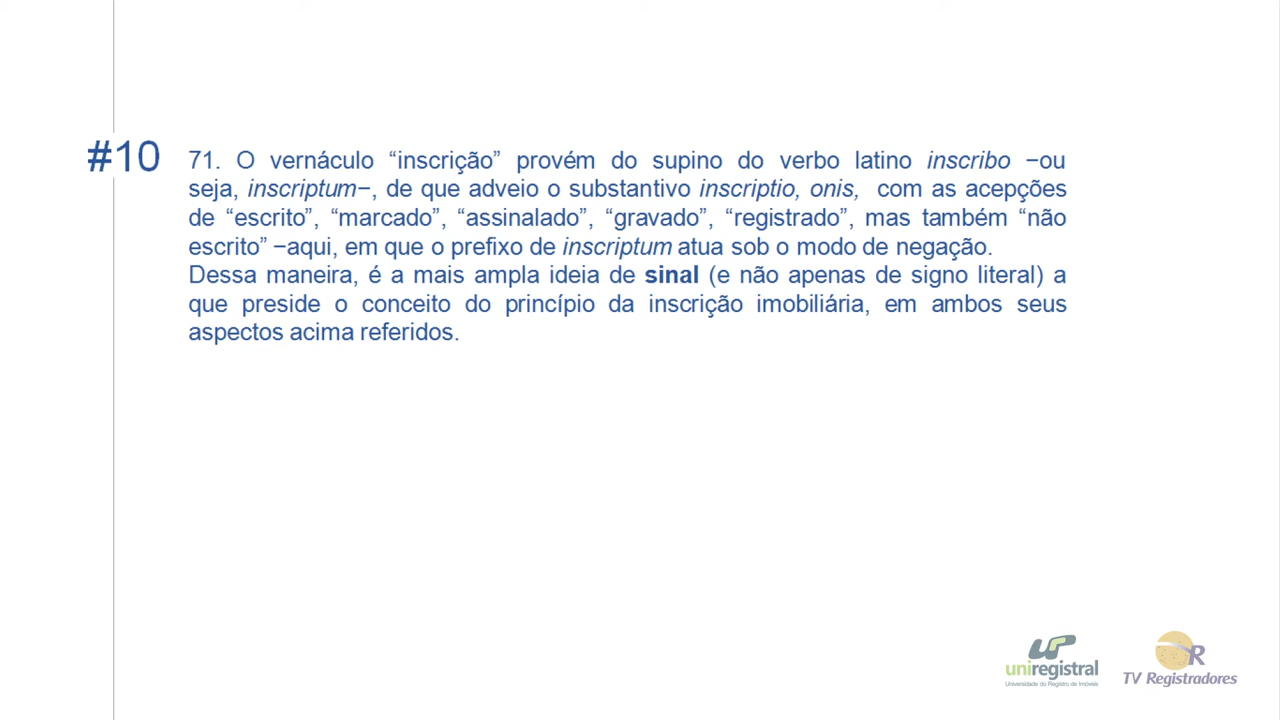 #10
71. O vernáculo “inscrição” provém do supino do verbo latino inscribo −ou
seja, inscriptum−, de que adveio o substantivo inscriptio, onis, com as acepções
de “escrito”, “marcado”, “assinalado”, “gravado”, “registrado”, mas também “não
escrito” −aqui, em que o prefixo de inscriptum atua sob o modo de negação.
Dessa maneira, é a mais ampla ideia de sinal (e não apenas de signo literal) a
que preside o conceito do princípio da inscrição imobiliária, em ambos seus
aspectos acima referidos.
uniregistral
Universidade do Registro de Imóveis
R
TV Registradores